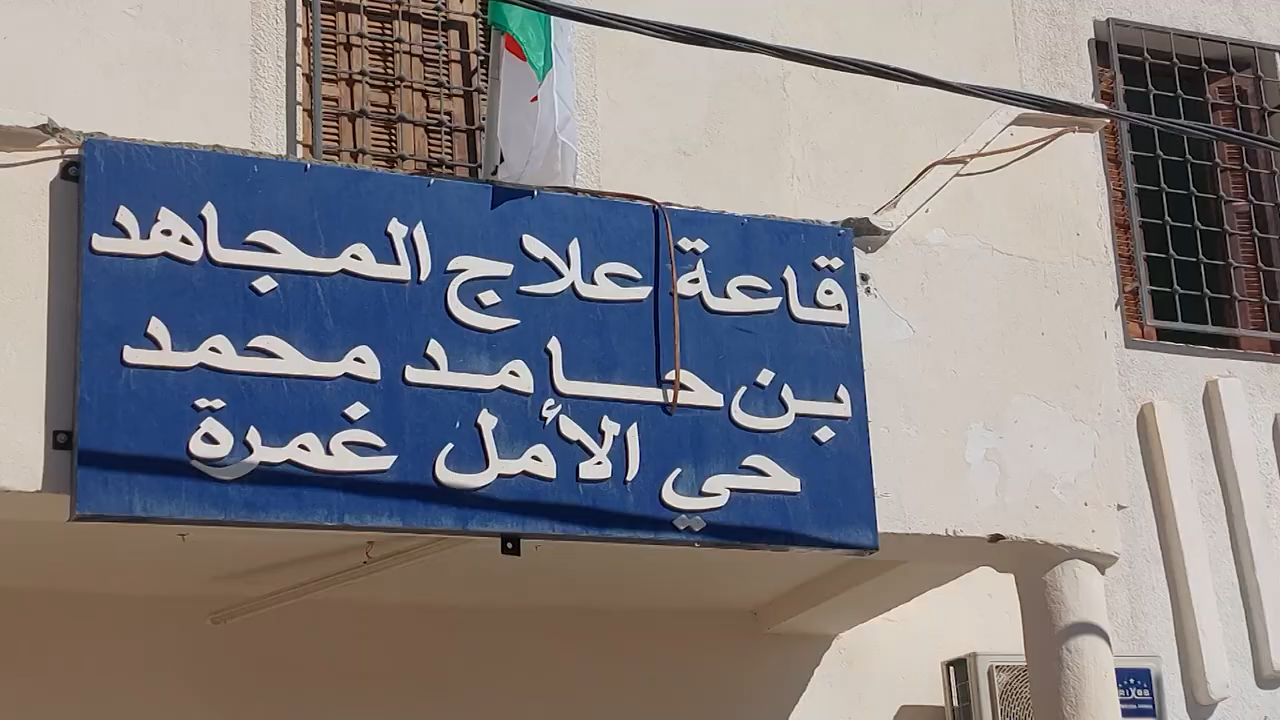 قاعة علاج المجاهد
بن حامد محمد
حي الأمل غمرة